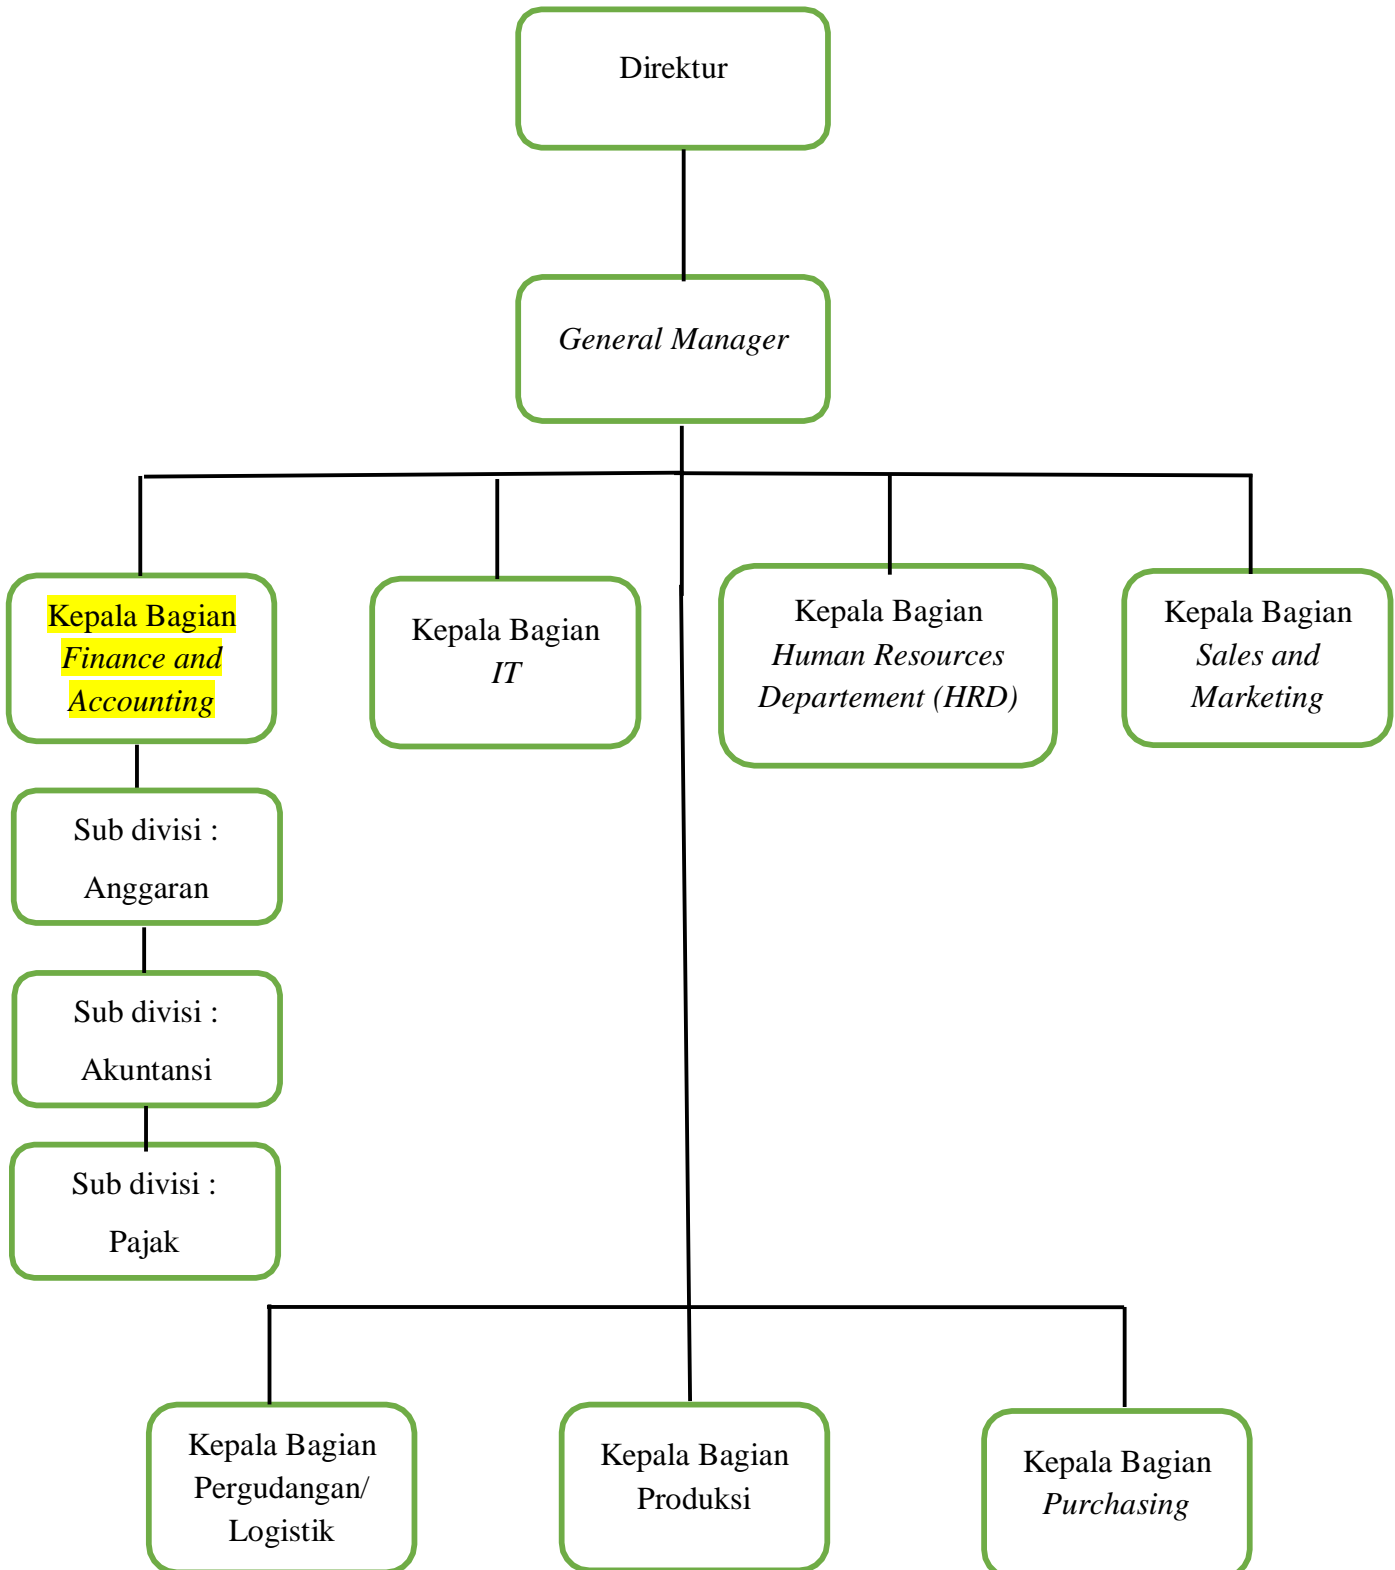 Direktur
General Manager
Kepala Bagian
Finance and
Accounting
Kepala Bagian
IT
Kepala Bagian
Human Resources
Departement (HRD)
Kepala Bagian
Sales and
Marketing
Sub divisi :
Anggaran
Sub divisi :
Akuntansi
Sub divisi :
Pajak
Kepala Bagian
Pergudangan/
Logistik
Kepala Bagian
Produksi
Kepala Bagian
Purchasing